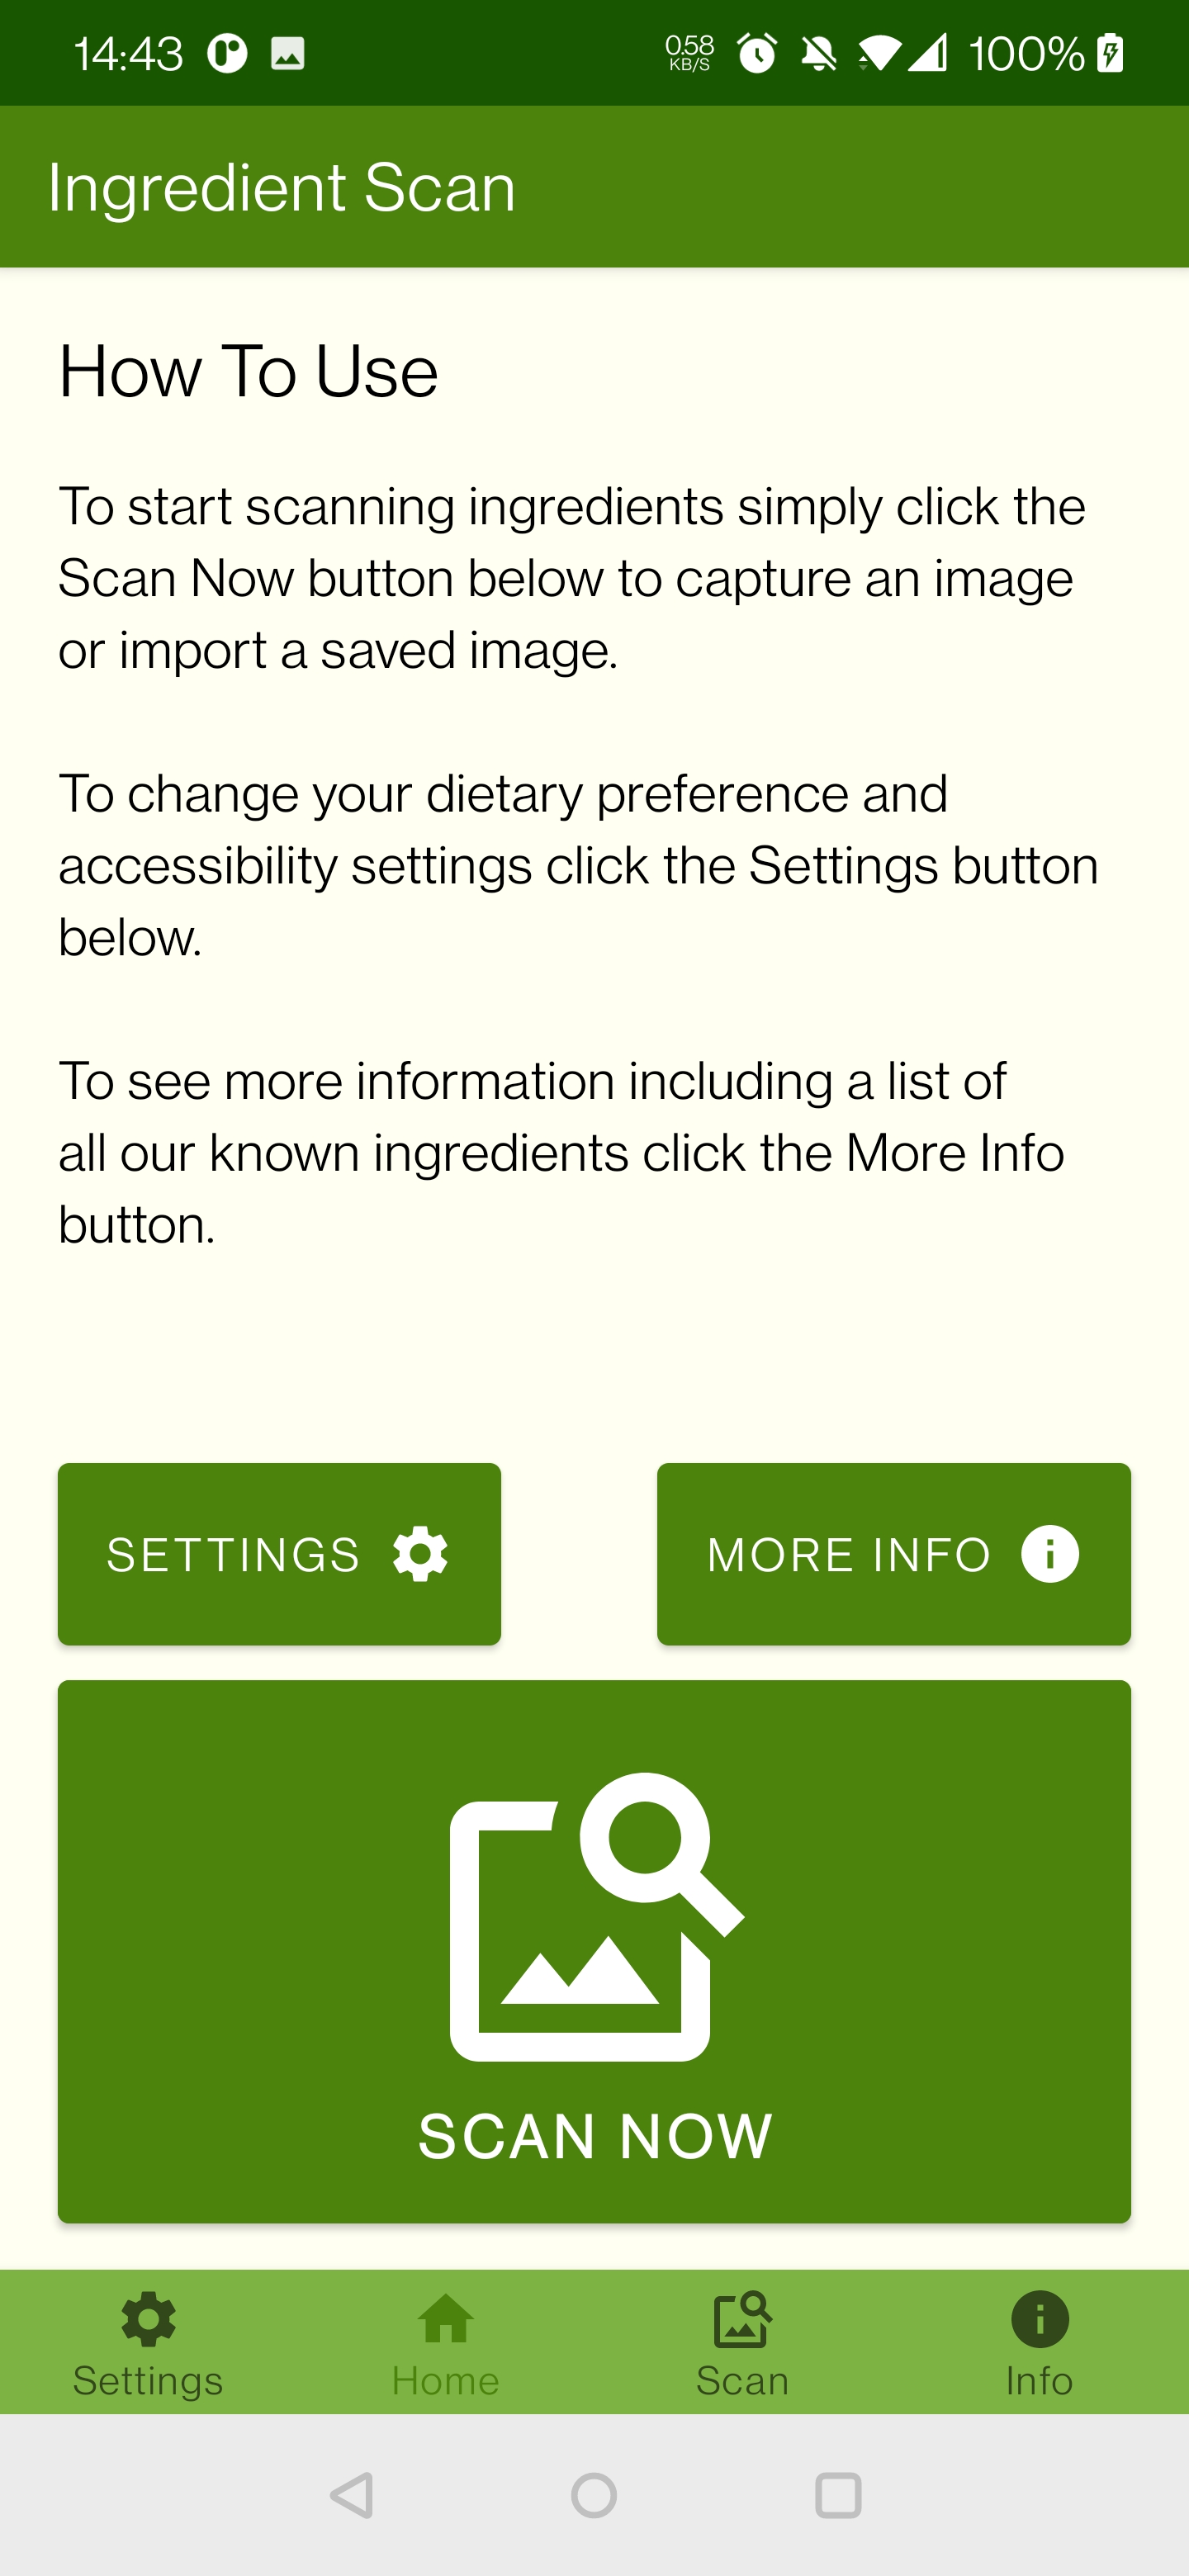 14:43
0.58
KB/S
100%
Ingredient Scan
How To Use
To start scanning ingredients simply click the
Scan Now button below to capture an image
or import a saved image.
To change your dietary preference and
accessibility settings click the Settings button
below.
To see more information including a list of
all our known ingredients click the More Info
button.
SETTINGS
MORE INFO
SCAN NOW
Settings
Home
Scan
Info